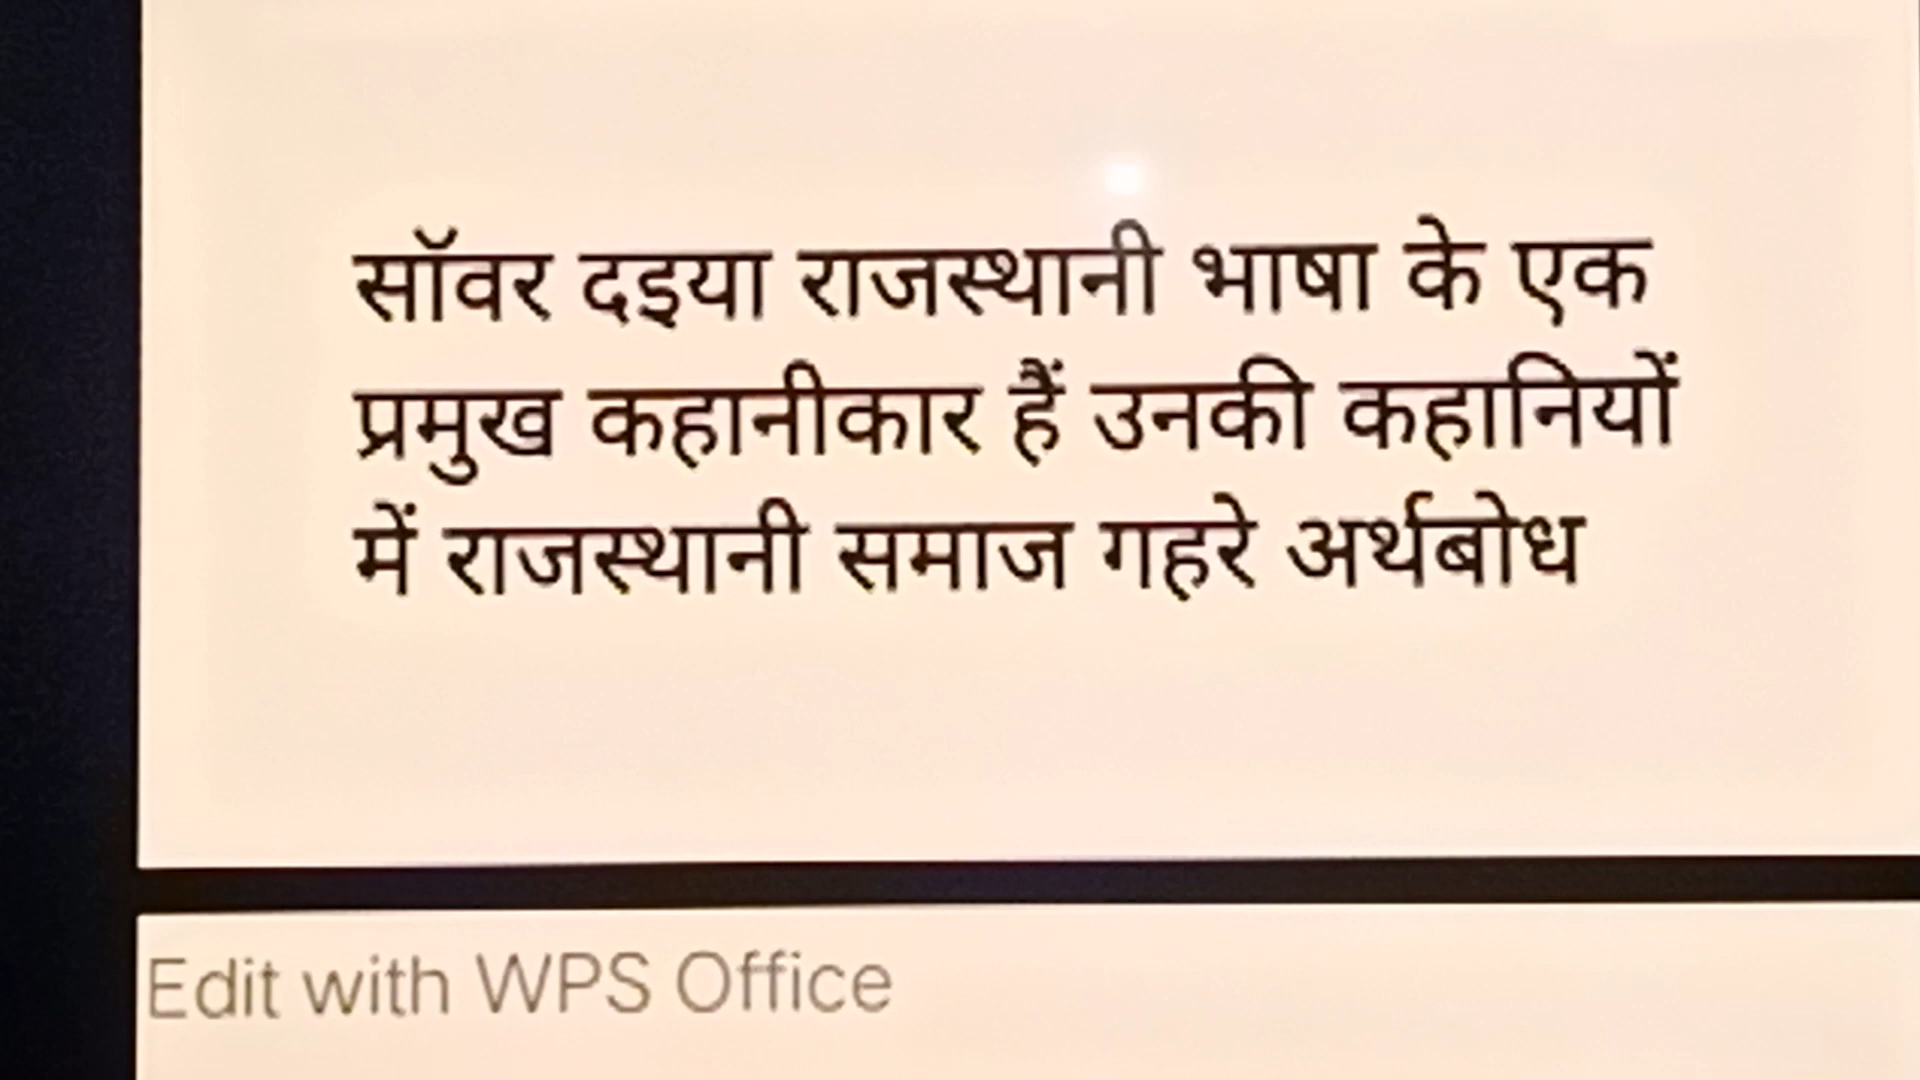 सॉवर दइया राजस्थानी भाषा के एक
प्रमुख कहानीकार हैं उनकी कहानियों
में राजस्थानी समाज गहरे अर्थबोध
Edit with WPS Office